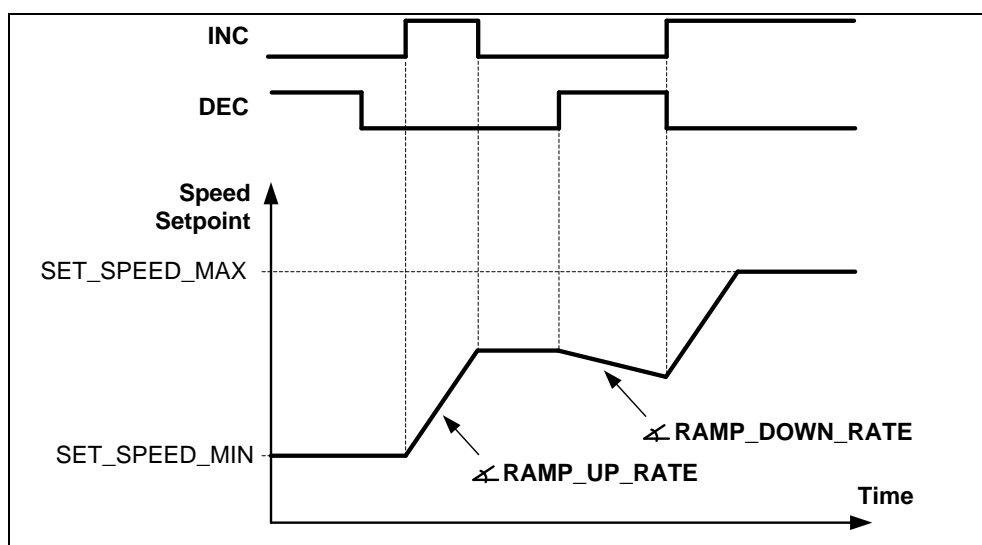 INC
DEC
Speed
Setpoint
SET_SPEED_MAX
SET_SPEED_MIN
∡ RAMP_UP_RATE
∡ RAMP_DOWN_RATE
Time